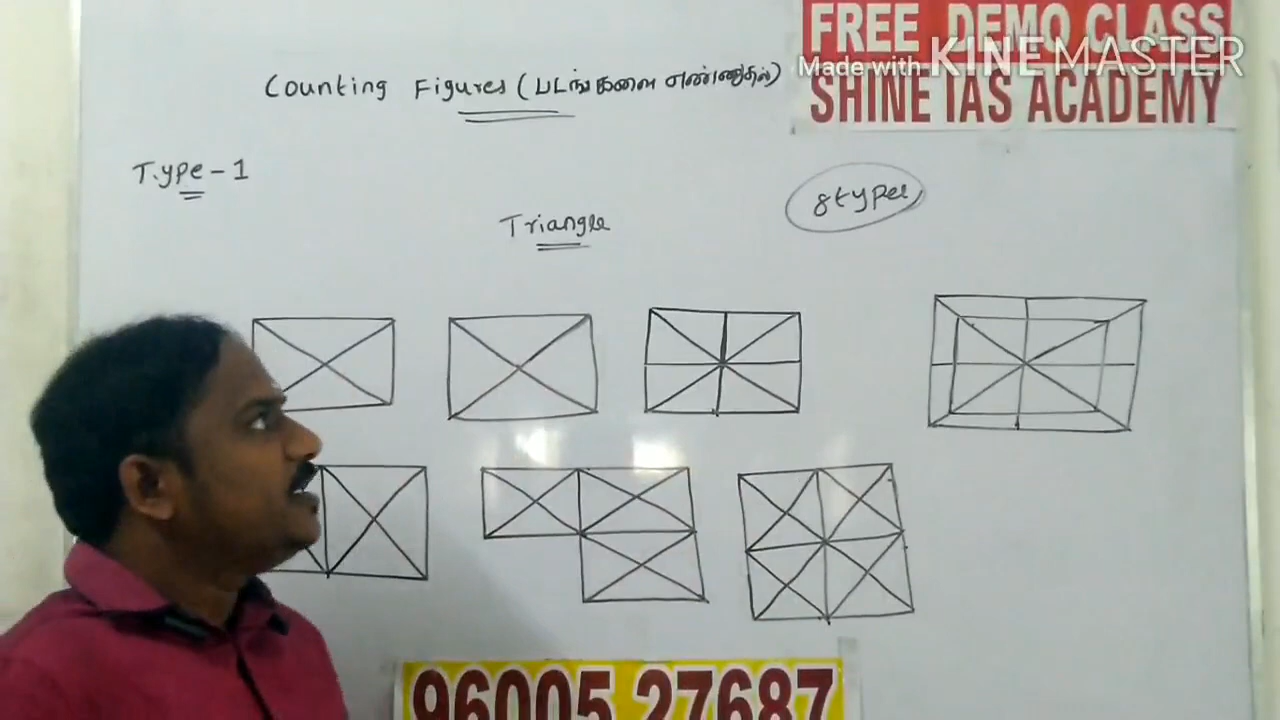 FREE DEMO CLASS
Made with KINEMASTER
SHINE IAS ACADEMY
Counting Figures (படங்களை எண்ணுதல்)
Type - 1
8 types
Triangle
96005 27687